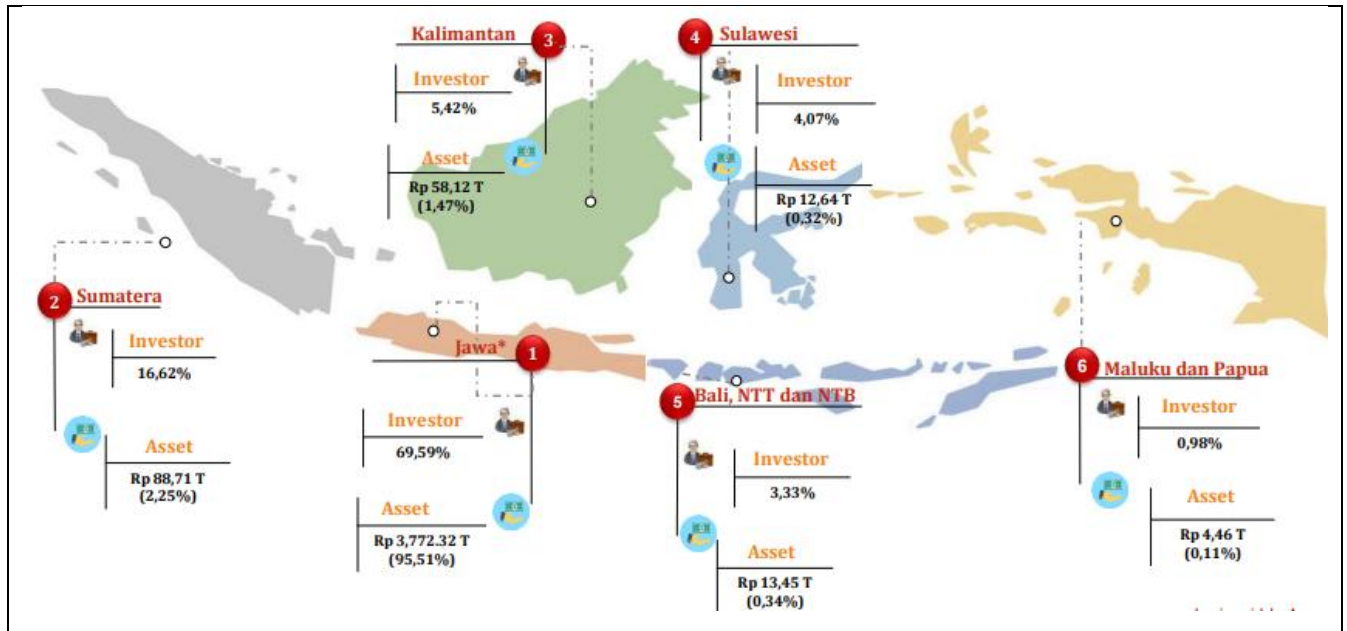 Kalimantan
3
Investor
5,42%
Asset
Rp 58,12 T
(1,47%)
4
Sulawesi
Investor
4,07%
Asset
Rp 12,64 T
(0,32%)
2
Sumatera
Investor
16,62%
Asset
Rp 88,71 T
(2,25%)
Jawa*
1
Investor
69,59%
Asset
Rp 3,772.32 T
(95,51%)
5
Bali, NTT dan NTB
Investor
3,33%
Asset
Rp 13,45 T
(0,34%)
6
Maluku dan Papua
Investor
0,98%
Asset
Rp 4,46 T
(0,11%)